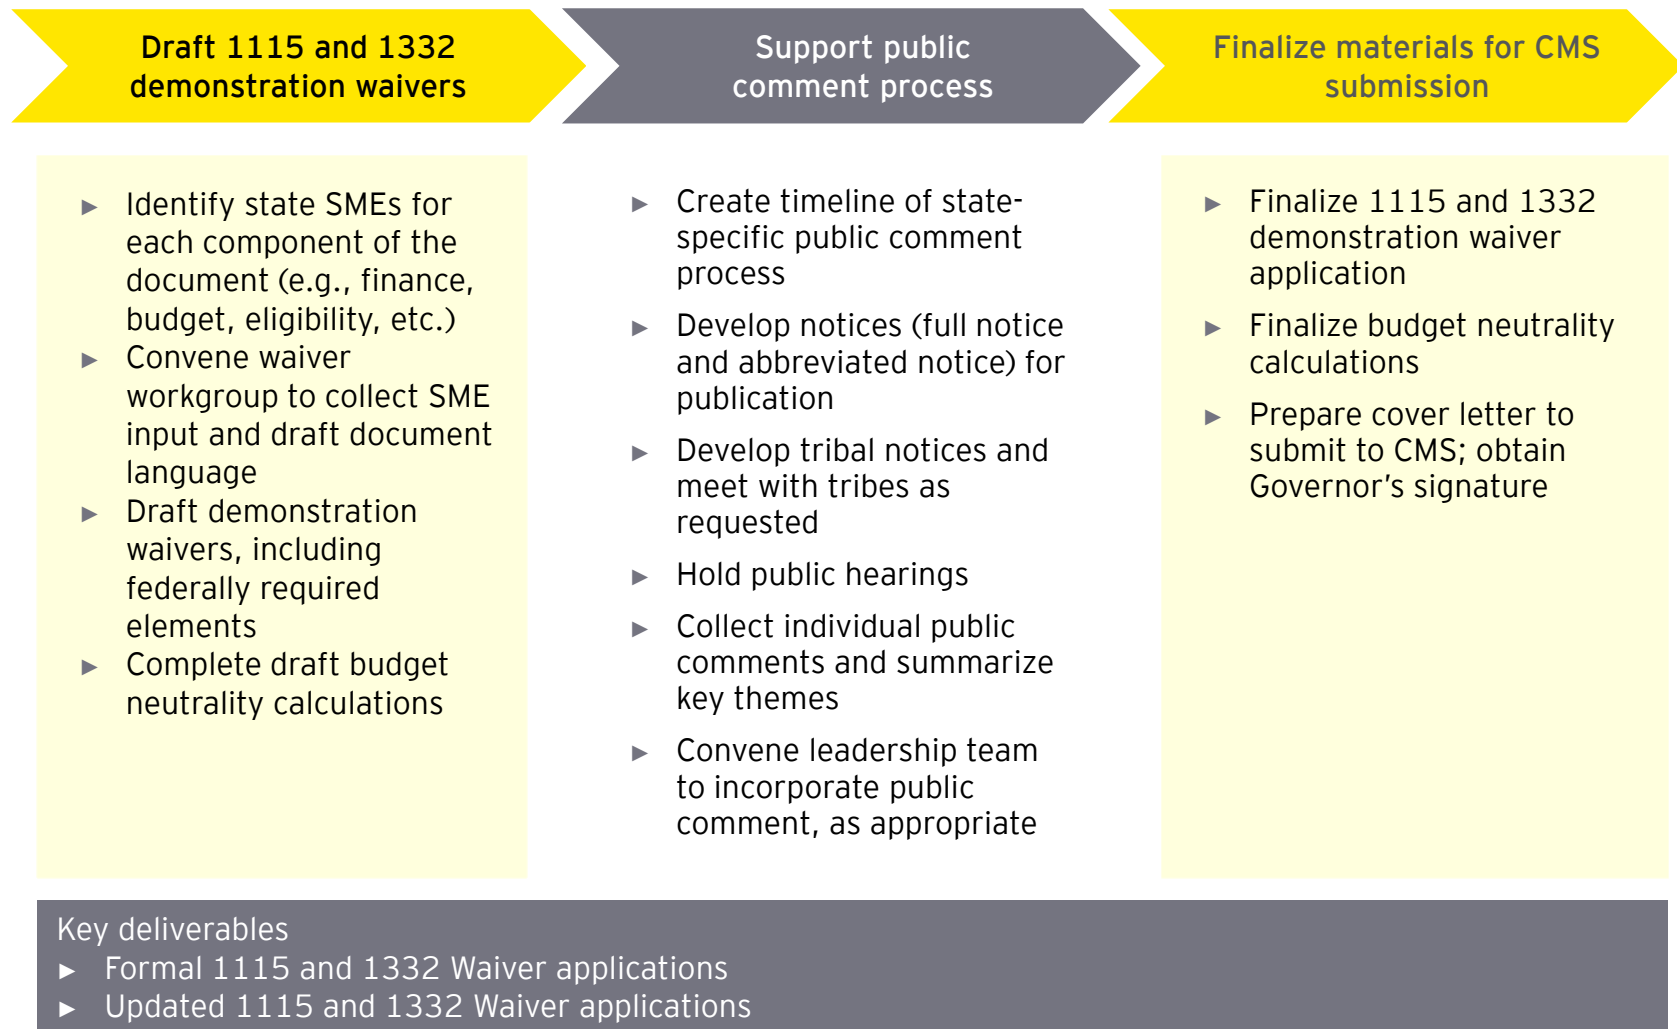 Draft 1115 and 1332
demonstration waivers
Support public
comment process
Finalize materials for CMS
submission
► Identify state SMEs for
each component of the
document (e.g., finance,
budget, eligibility, etc.)
► Convene waiver
workgroup to collect SME
input and draft document
language
► Draft demonstration
waivers, including
federally required
elements
► Complete draft budget
neutrality calculations
► Create timeline of state-
specific public comment
process
► Develop notices (full notice
and abbreviated notice) for
publication
► Develop tribal notices and
meet with tribes as
requested
► Hold public hearings
► Collect individual public
comments and summarize
key themes
► Convene leadership team
to incorporate public
comment, as appropriate
► Finalize 1115 and 1332
demonstration waiver
application
► Finalize budget neutrality
calculations
► Prepare cover letter to
submit to CMS; obtain
Governor's signature
Key deliverables
► Formal 1115 and 1332 Waiver applications
► Updated 1115 and 1332 Waiver applications